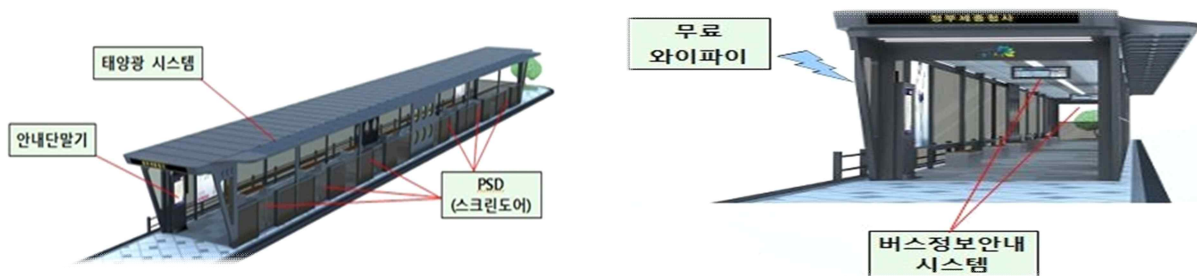 태양광 시스템
안내단말기
PSD
(스크린도어)
무료
와이파이
정부세종청사
버스정보안내
시스템